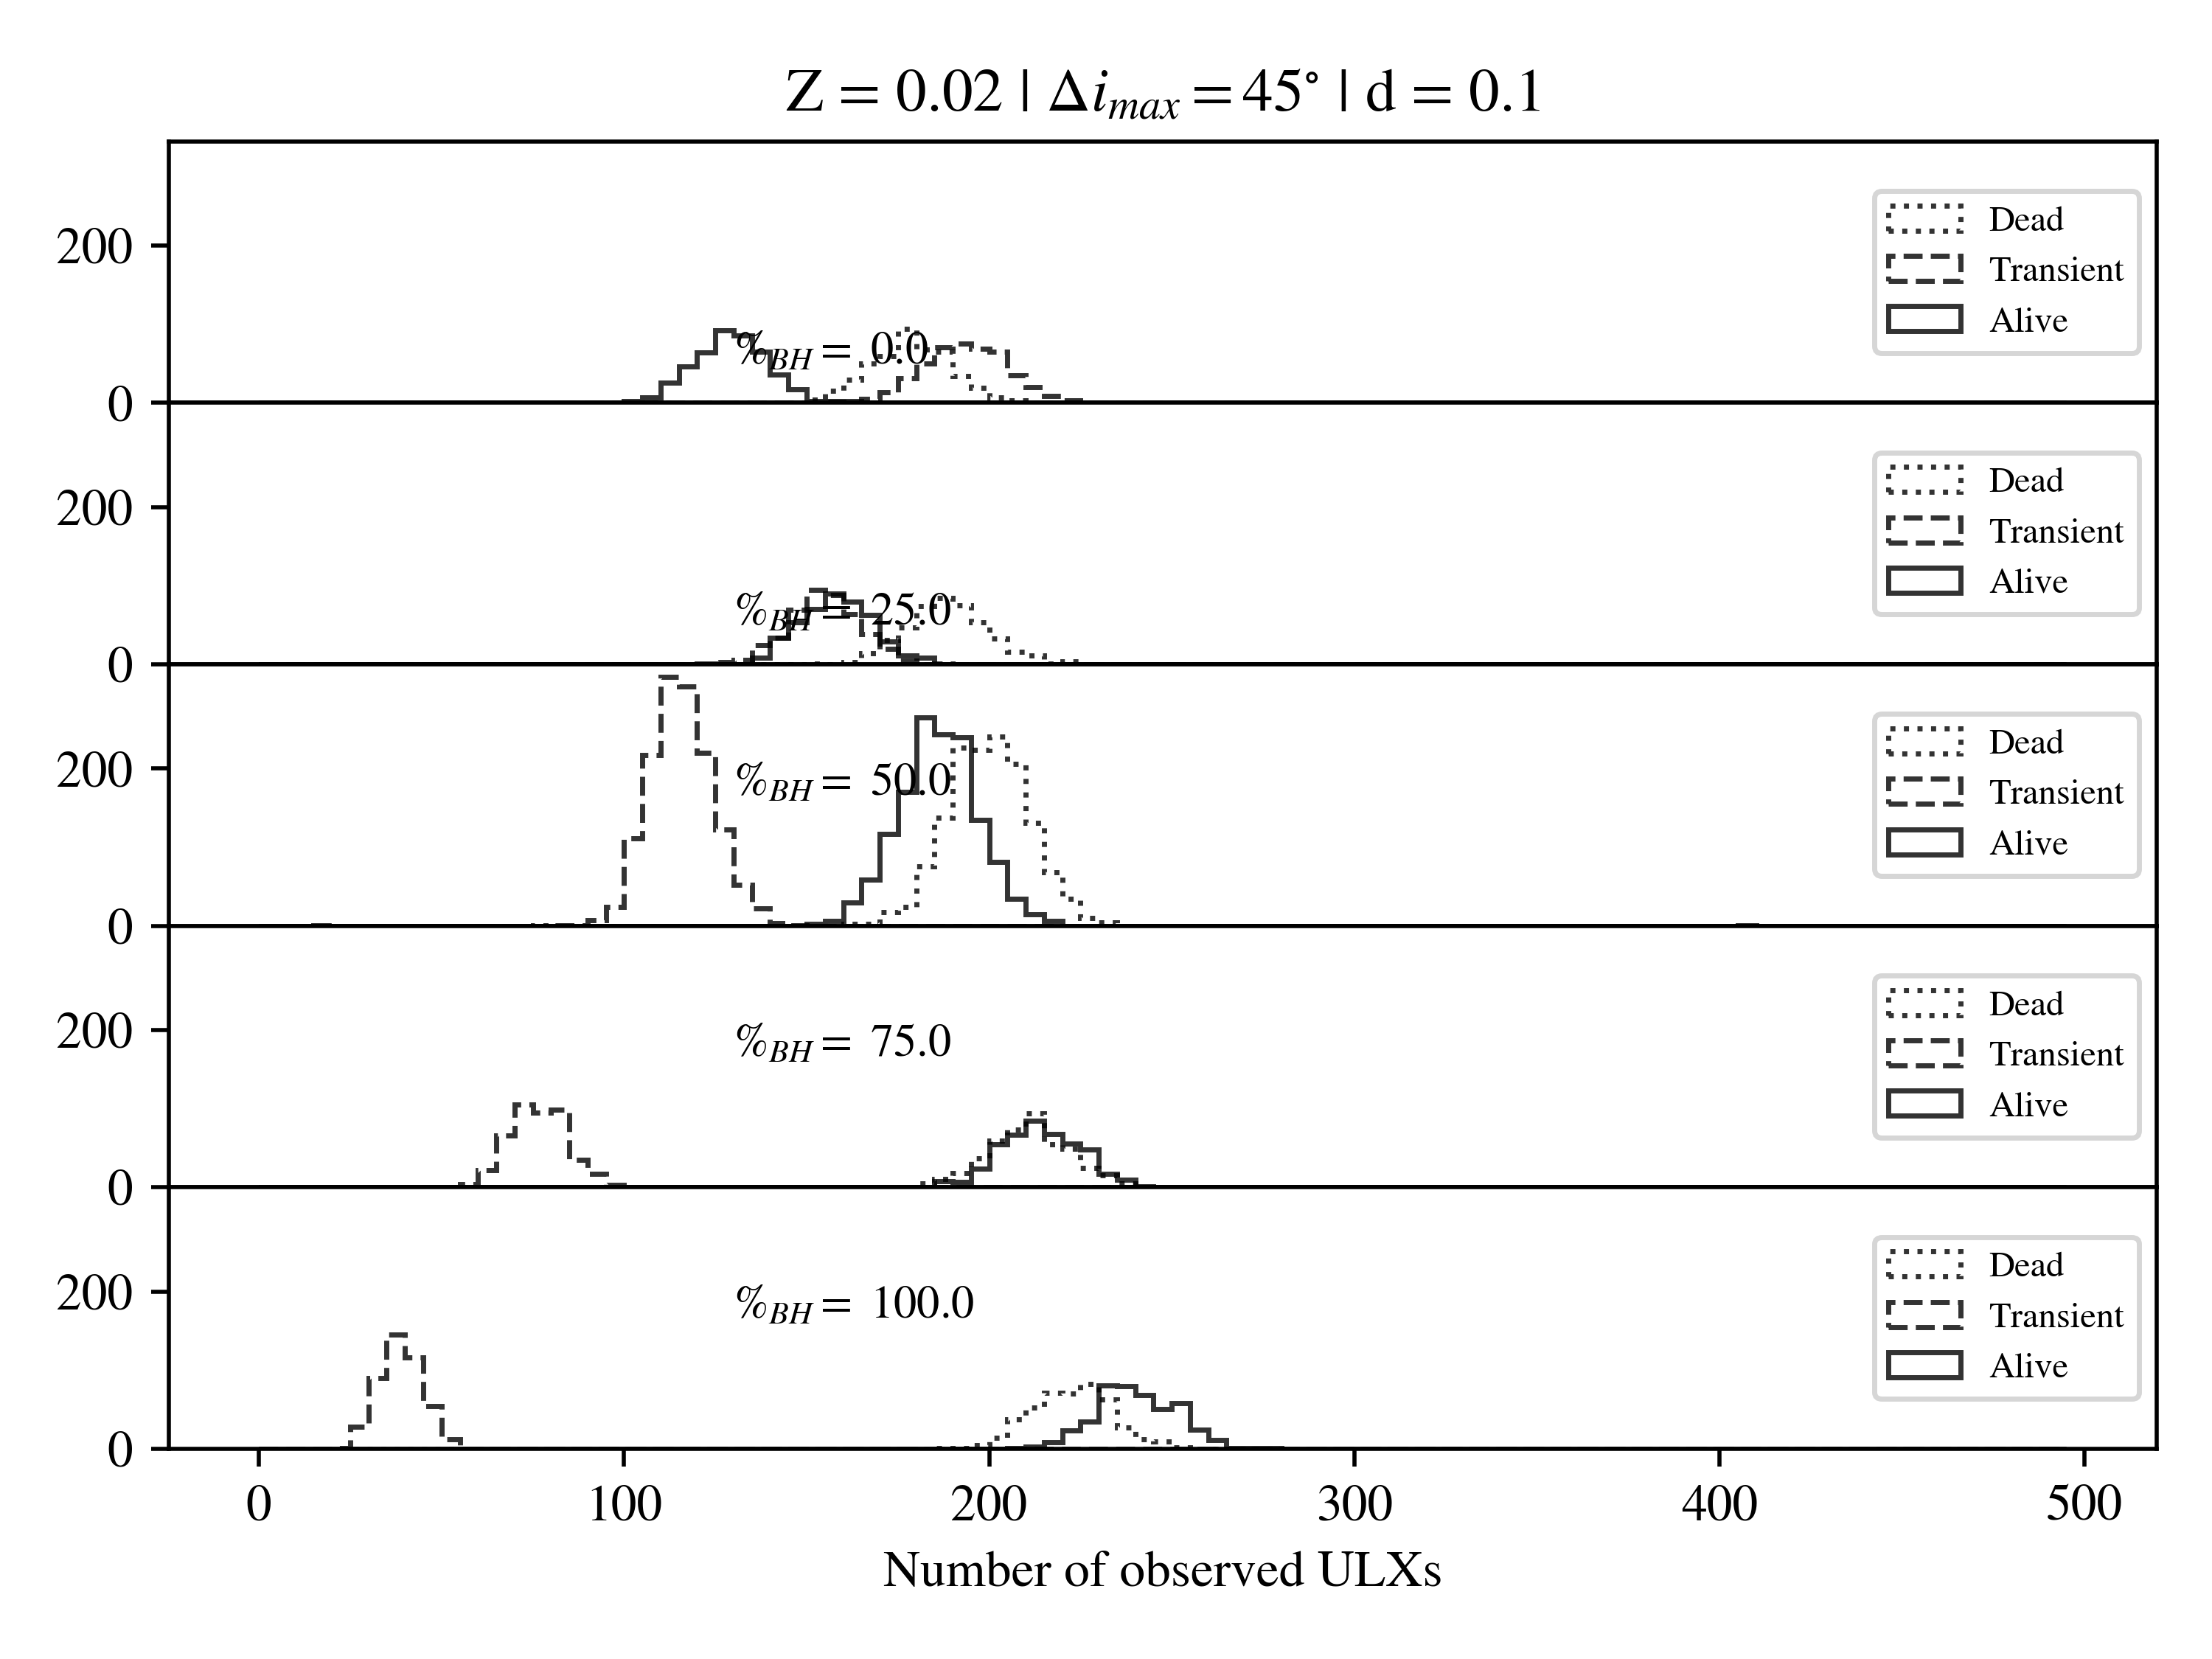 Z = 0.02 | Δi_max = 45° | d = 0.1
200
0
%_BH = 0.0
Dead
Transient
Alive
200
0
%_BH = 25.0
Dead
Transient
Alive
200
0
%_BH = 50.0
Dead
Transient
Alive
200
0
%_BH = 75.0
Dead
Transient
Alive
200
0
%_BH = 100.0
Dead
Transient
Alive
0 100 200 300 400 500
Number of observed ULXs